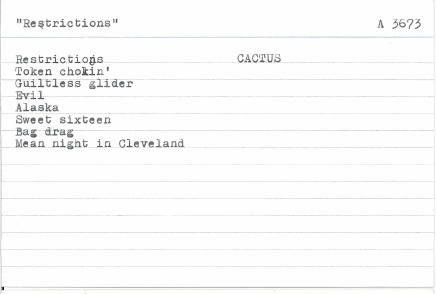 "Restrictions" A 3673
Restrictions CACTUS
Token chokin'
Guiltless glider
Evil
Alaska
Sweet sixteen
Bag drag
Mean night in Cleveland